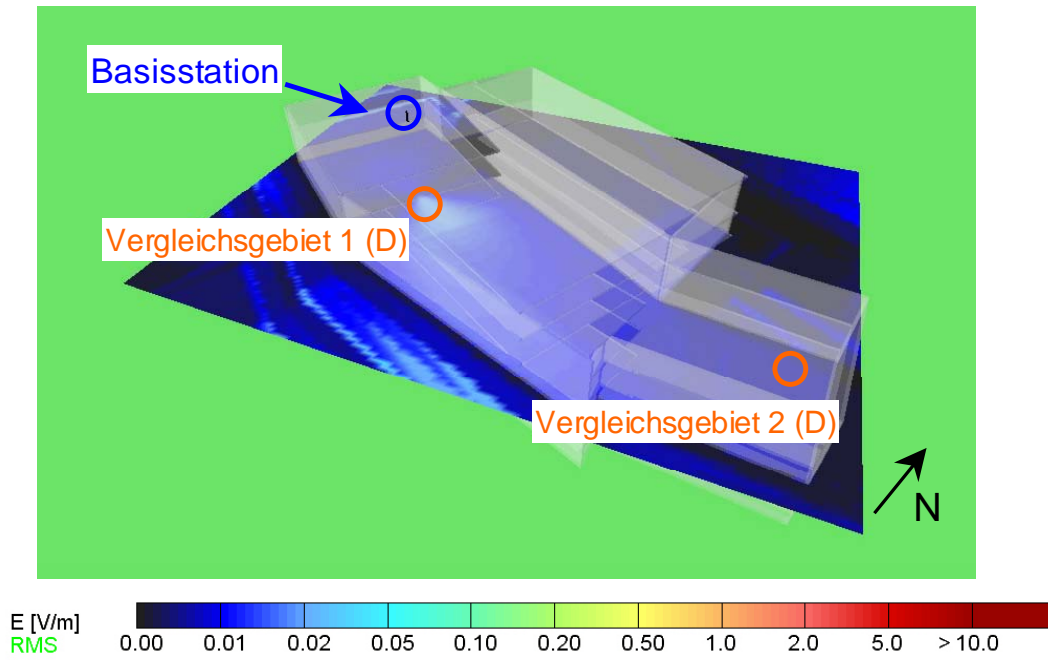 Basisstation
Vergleichsgebiet 1 (D)
Vergleichsgebiet 2 (D)
N
E [V/m]
RMS
0.00 0.01 0.02 0.05 0.10 0.20 0.50 1.0 2.0 5.0 > 10.0